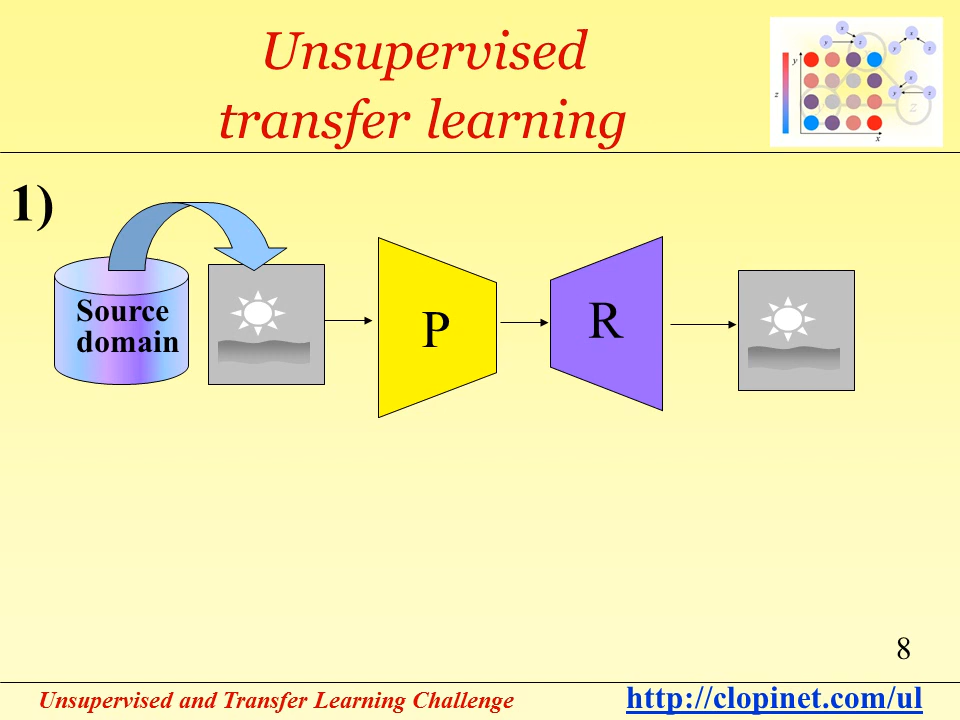 Unsupervised
transfer learning
x
y
z
x
y
z
x
y
z
y
z
x
z
1)
Source
domain
P
R
8
Unsupervised and Transfer Learning Challenge
http://clopinet.com/ul